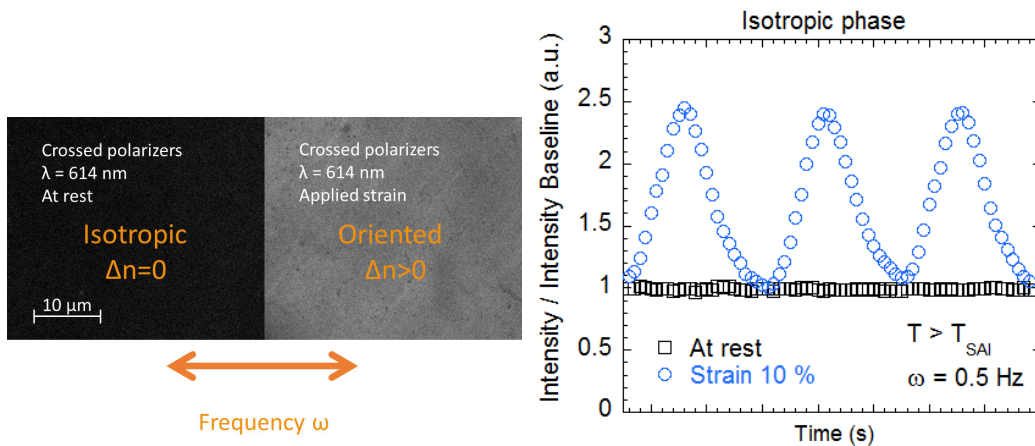 Crossed polarizers
λ = 614 nm
At rest
Isotropic
Δn=0
10 µm
Crossed polarizers
λ = 614 nm
Applied strain
Oriented
Δn>0
Frequency ω
Isotropic phase
Intensity / Intensity Baseline (a.u.)
3
2.5
2
1.5
1
0.5
0
At rest
Strain 10 %
T > T_SAI
ω = 0.5 Hz
Time (s)